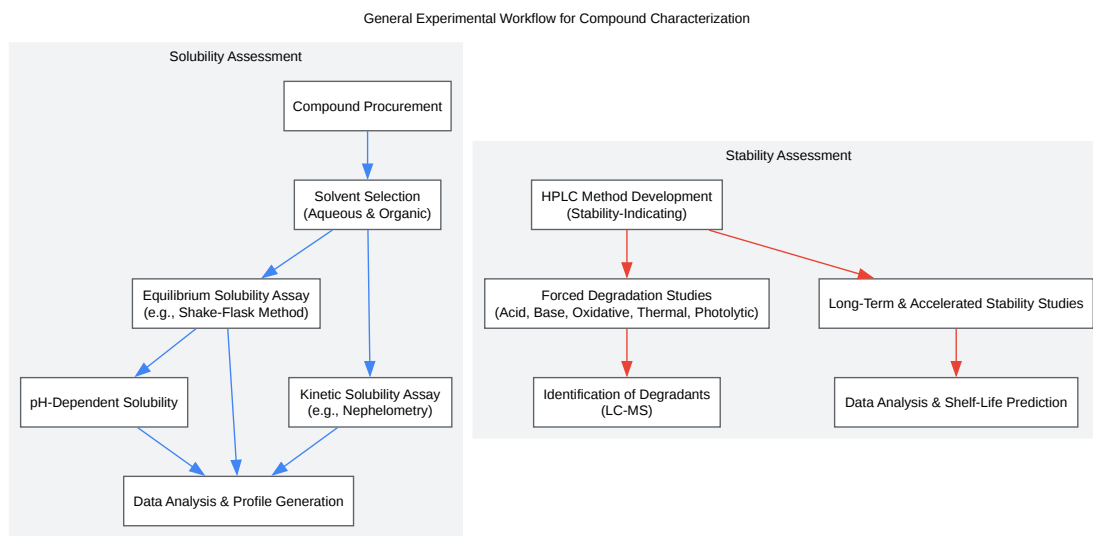 General Experimental Workflow for Compound Characterization
Solubility Assessment
Compound Procurement
Solvent Selection
(Aqueous & Organic)
Equilibrium Solubility Assay
(e.g., Shake-Flask Method)
pH-Dependent Solubility
Kinetic Solubility Assay
(e.g., Nephelometry)
Data Analysis & Profile Generation
Stability Assessment
HPLC Method Development
(Stability-Indicating)
Forced Degradation Studies
(Acid, Base, Oxidative, Thermal, Photolytic)
Long-Term & Accelerated Stability Studies
Identification of Degradants
(LC-MS)
Data Analysis & Shelf-Life Prediction